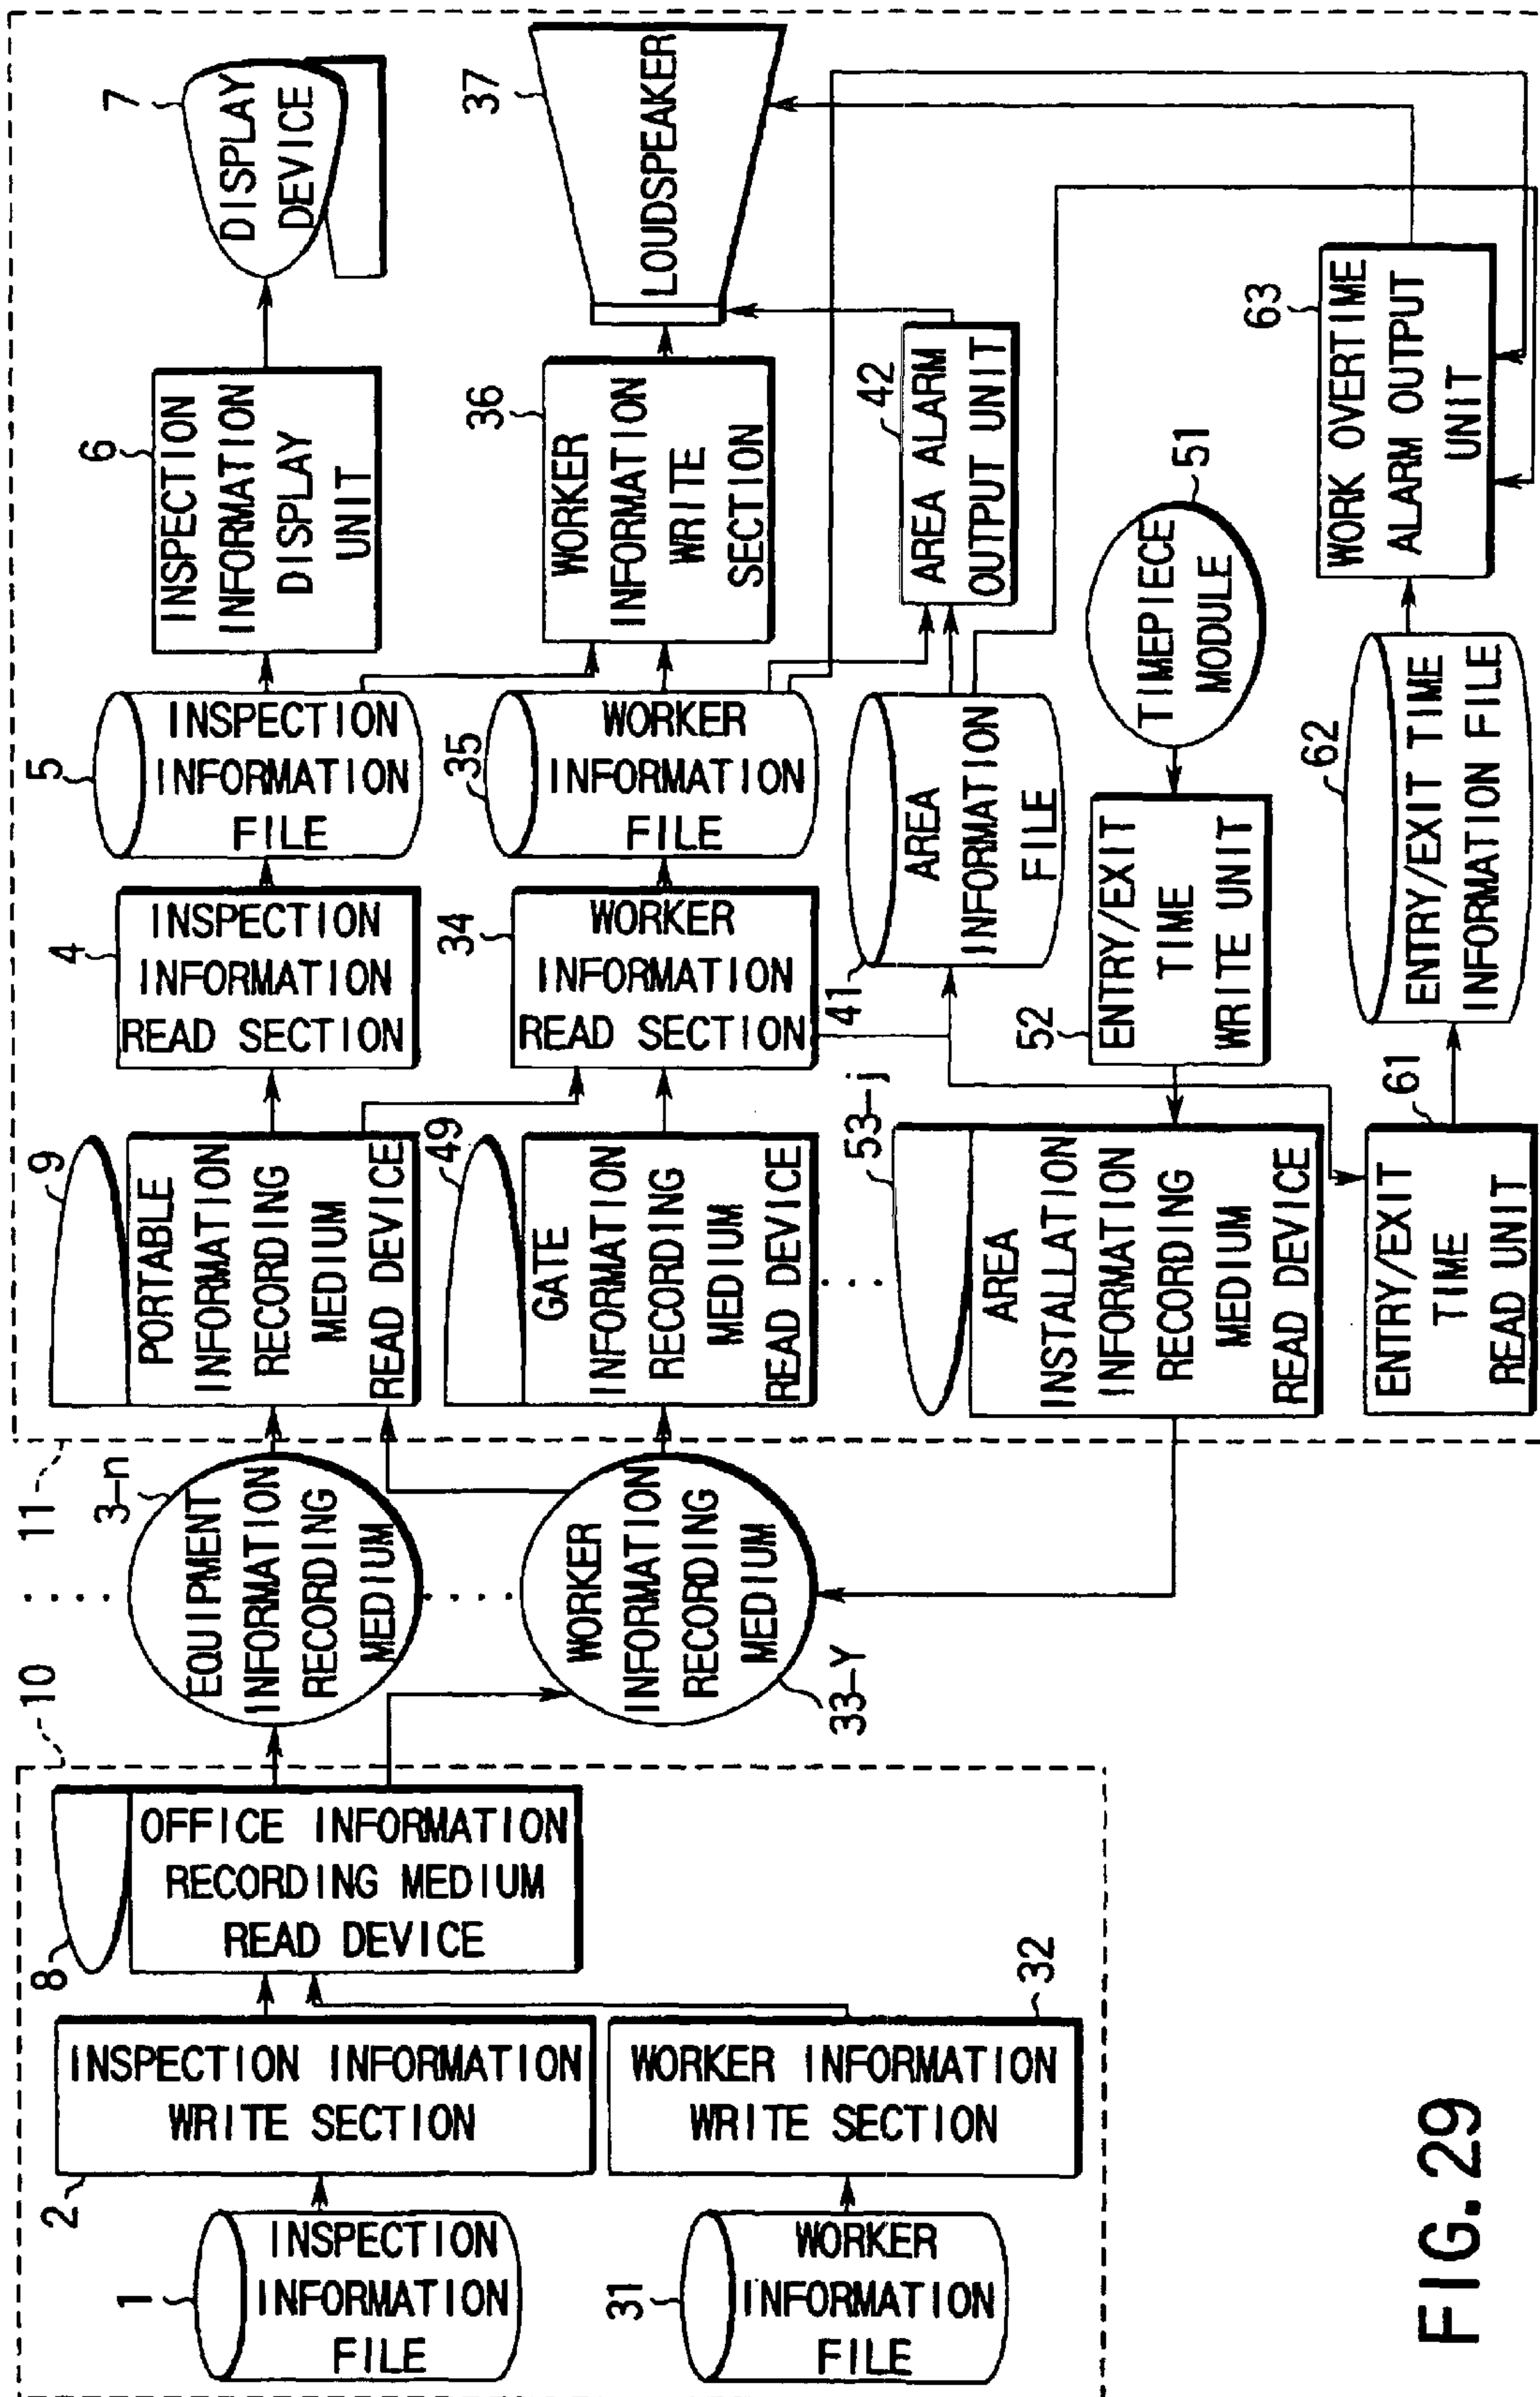 10
11
1
INSPECTION
INFORMATION
FILE
2
INSPECTION INFORMATION
WRITE SECTION
8
OFFICE INFORMATION
RECORDING MEDIUM
READ DEVICE
31
WORKER
INFORMATION
FILE
32
WORKER INFORMATION
WRITE SECTION
3-n
EQUIPMENT
INFORMATION
RECORDING
MEDIUM
33-Y
WORKER
INFORMATION
RECORDING
MEDIUM
9
PORTABLE
INFORMATION
RECORDING
MEDIUM
READ DEVICE
4
INSPECTION
INFORMATION
READ SECTION
5
INSPECTION
INFORMATION
FILE
6
INSPECTION
INFORMATION
DISPLAY
UNIT
7
DISPLAY
DEVICE
49
GATE
INFORMATION
RECORDING
MEDIUM
READ DEVICE
34
WORKER
INFORMATION
READ SECTION
35
WORKER
INFORMATION
FILE
36
WORKER
INFORMATION
WRITE
SECTION
37
LOUDSPEAKER
41
AREA
INFORMATION
FILE
42
AREA ALARM
OUTPUT UNIT
53-j
AREA
INSTALLATION
INFORMATION
RECORDING
MEDIUM
READ DEVICE
52
ENTRY/EXIT
TIME
WRITE UNIT
51
TIMEPIECE
MODULE
61
ENTRY/EXIT
TIME
READ UNIT
62
ENTRY/EXIT TIME
INFORMATION FILE
63
WORK OVERTIME
ALARM OUTPUT
UNIT
FIG. 29